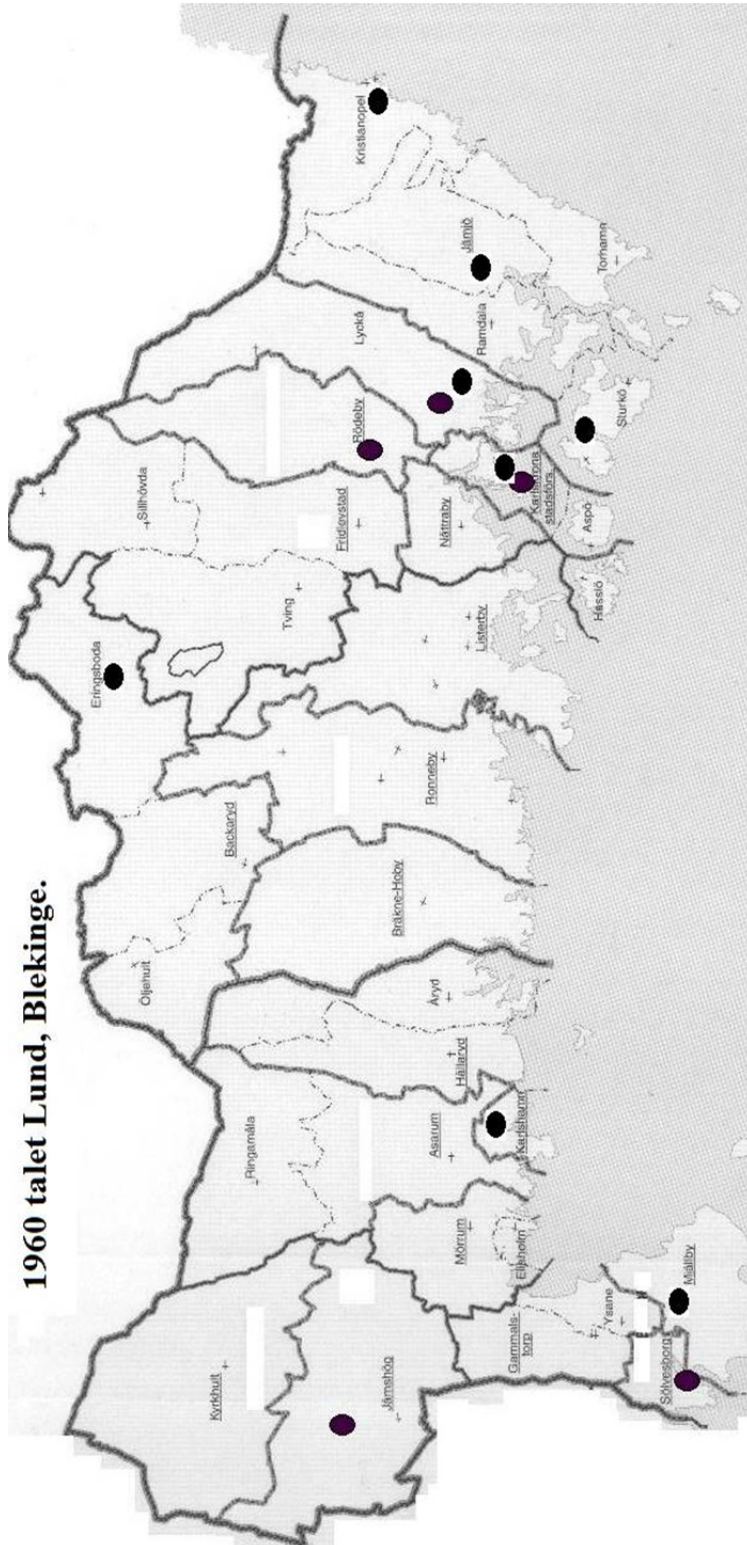 1960 talet Lund, Blekinge.
Kyrkhult
Jämshög
Sölvesborg
Gammals-
torp
Ysane
Mjällby
Mörrum
Elleholm
Ringamåla
Asarum
Karlshamn
Hällaryd
Åryd
Öljehult
Bräkne-Hoby
Backaryd
Ronneby
Eringsboda
Listerby
Tving
Sillhövda
Fridlevstad
Nättraby
Hasslö
Aspö
Karlskrona
stadsförs.
Rödeby
Sturkö
Lyckå
Ramdala
Jämjö
Torhamn
Kristianopel